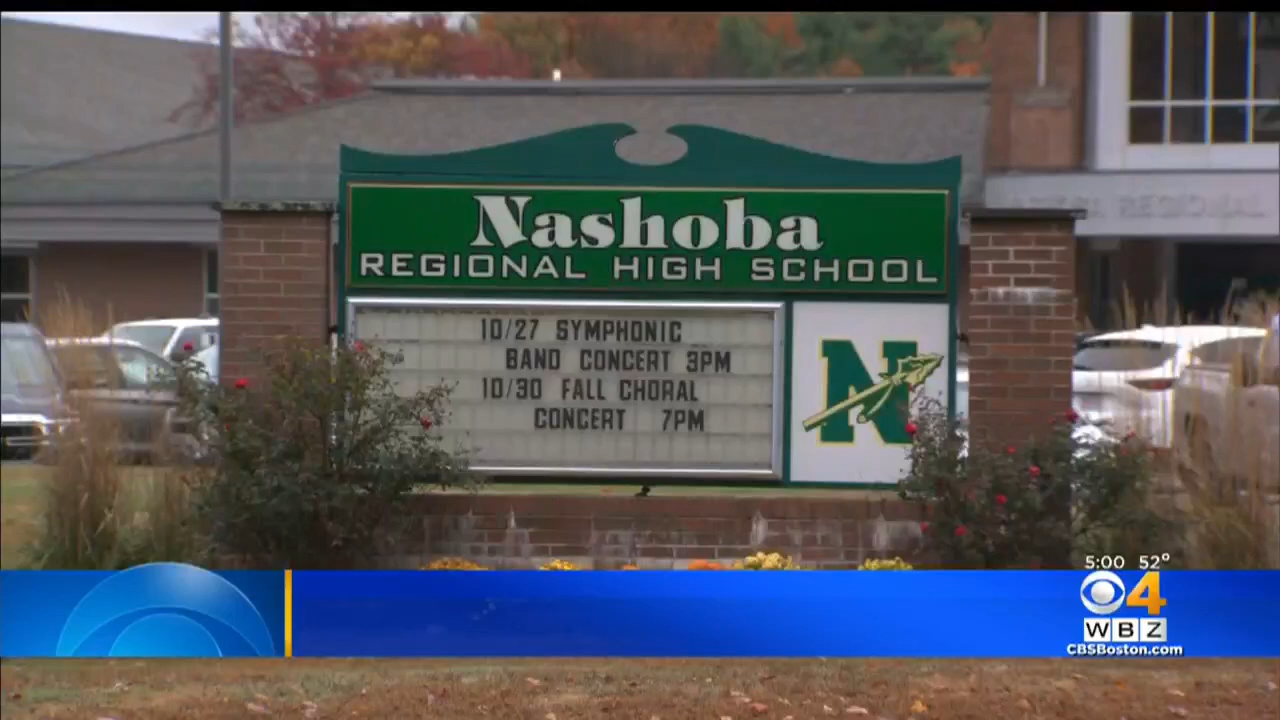 Nashoba
REGIONAL HIGH SCHOOL
10/27 SYMPHONIC
BAND CONCERT 3PM
10/30 FALL CHORAL
CONCERT 7PM
N
REGIONAL
5:00 52°
4
WBZ
CBSBoston.com